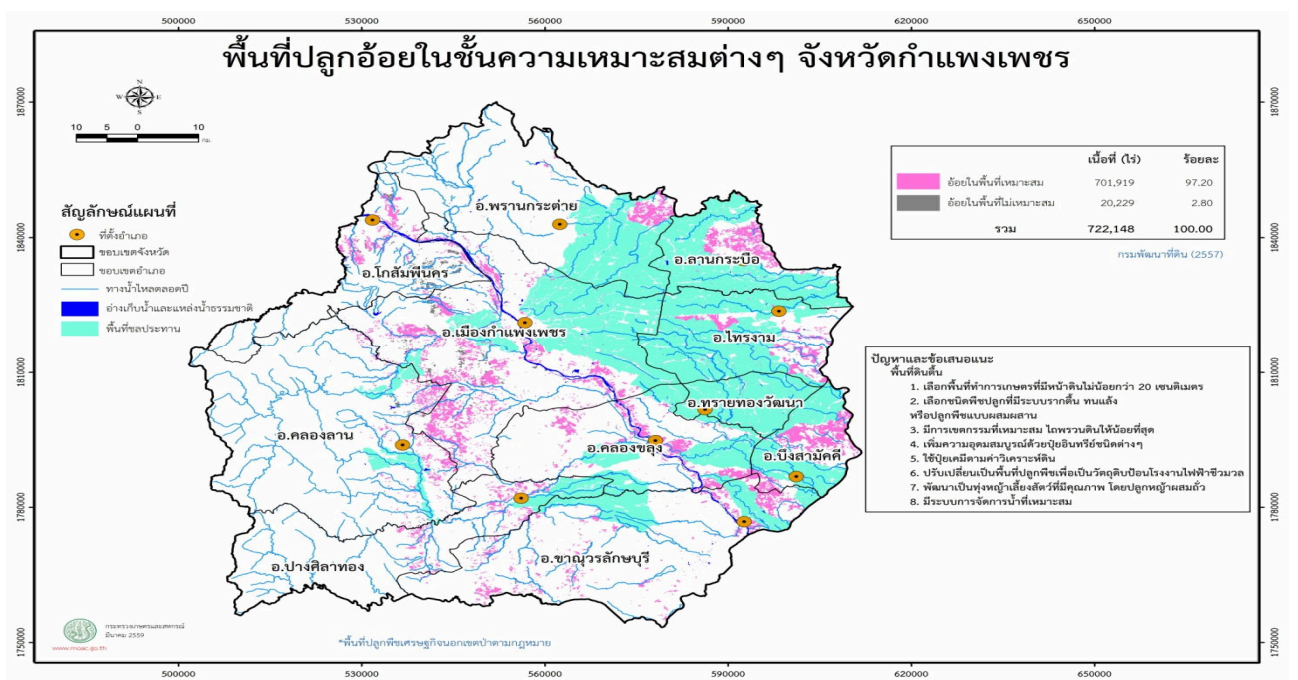 500000 530000 560000 590000 620000 650000
พื้นที่ปลูกอ้อยในชั้นความเหมาะสมต่างๆ จังหวัดกำแพงเพชร
1870000 1870000
N
W E
S
10 5 0 10
กม.
เนื้อที่ (ไร่) ร้อยละ
อ้อยในพื้นที่เหมาะสม 701,919 97.20
อ้อยในพื้นที่ไม่เหมาะสม 20,229 2.80
รวม 722,148 100.00
กรมพัฒนาที่ดิน (2557)
สัญลักษณ์แผนที่
ที่ตั้งอำเภอ
ขอบเขตจังหวัด
ขอบเขตอำเภอ
ทางน้ำไหลตลอดปี
อ่างเก็บน้ำและแหล่งน้ำธรรมชาติ
พื้นที่ชลประทาน
1840000 1840000
อ.พรานกระต่าย
อ.ลานกระบือ
อ.โกสัมพีนคร
อ.เมืองกำแพงเพชร
อ.ไทรงาม
1810000 1810000
อ.ทรายทองวัฒนา
อ.คลองลาน
อ.คลองขลุง
อ.บึงสามัคคี
ปัญหาและข้อเสนอแนะ
พื้นที่ดินตื้น
1. เลือกพื้นที่ทำการเกษตรที่มีหน้าดินไม่น้อยกว่า 20 เซนติเมตร
2. เลือกชนิดพืชปลูกที่มีระบบรากตื้น ทนแล้ง
หรือปลูกพืชแบบผสมผสาน
3. มีการเขตกรรมที่เหมาะสม ไถพรวนดินให้น้อยที่สุด
4. เพิ่มความอุดมสมบูรณ์ด้วยปุ๋ยอินทรีย์ชนิดต่างๆ
5. ใช้ปุ๋ยเคมีตามค่าวิเคราะห์ดิน
6. ปรับเปลี่ยนเป็นพื้นที่ปลูกพืชเพื่อเป็นวัตถุดิบป้อนโรงงานไฟฟ้าชีวมวล
7. พัฒนาเป็นทุ่งหญ้าเลี้ยงสัตว์ที่มีคุณภาพ โดยปลูกหญ้าผสมถั่ว
8. มีระบบการจัดการน้ำที่เหมาะสม
1780000 1780000
อ.ปางศิลาทอง
อ.ขาณุวรลักษบุรี
กระทรวงเกษตรและสหกรณ์
มีนาคม 2559
www.moac.go.th
*พื้นที่ปลูกพืชเศรษฐกิจนอกเขตป่าตามกฎหมาย
1750000 1750000
500000 530000 560000 590000 620000 650000